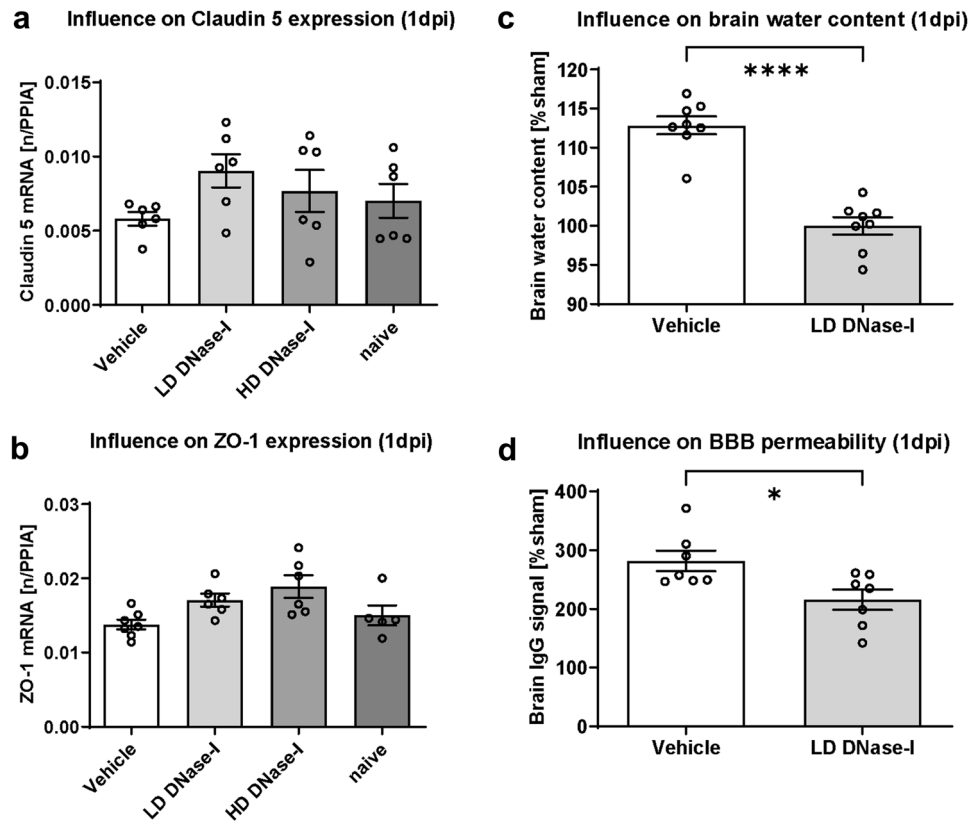 a
Influence on Claudin 5 expression (1dpi)
Claudin 5 mRNA [n/PPIA]
0.015
0.010
0.005
0.000
Vehicle
LD DNase-I
HD DNase-I
naive
b
Influence on ZO-1 expression (1dpi)
ZO-1 mRNA [n/PPIA]
0.03
0.02
0.01
0.00
Vehicle
LD DNase-I
HD DNase-I
naive
c
Influence on brain water content (1dpi)
****
Brain water content [%sham]
120
115
110
105
100
95
90
Vehicle
LD DNase-I
d
Influence on BBB permeability (1dpi)
*
Brain IgG signal [%sham]
400
300
200
100
0
Vehicle
LD DNase-I